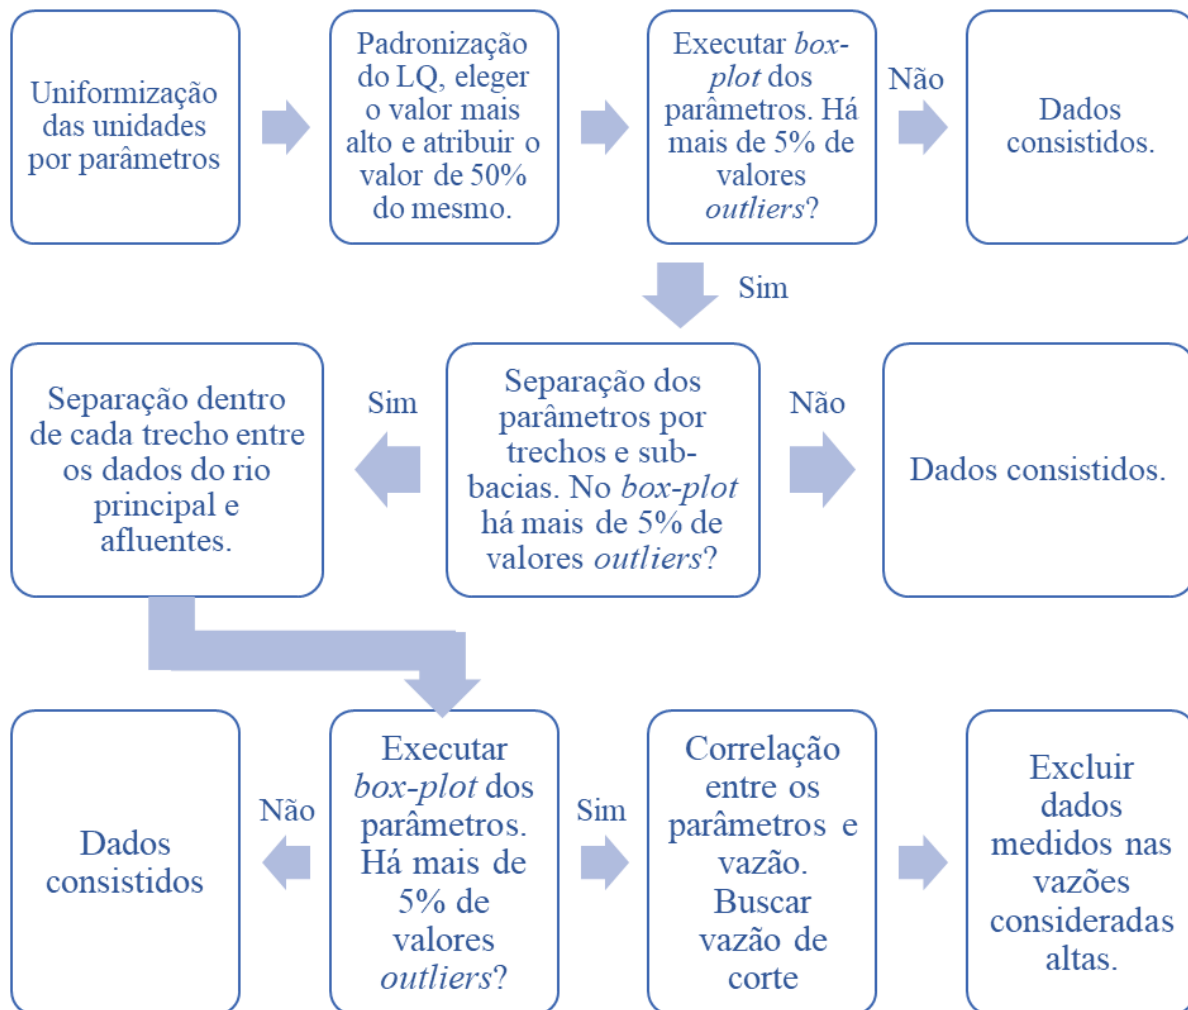 Uniformização
das unidades
por parâmetros
Padronização
do LQ, eleger
o valor mais
alto e atribuir o
valor de 50%
do mesmo.
Executar box-
plot dos
parâmetros. Há
mais de 5% de
valores
outliers?
Não
Dados
consistidos.
Sim
Separação dentro
de cada trecho entre
os dados do rio
principal e
afluentes.
Sim
Separação dos
parâmetros por
trechos e sub-
bacias. No box-plot
há mais de 5% de
valores outliers?
Não
Dados consistidos.
Dados
consistidos
Não
Executar
box-plot dos
parâmetros.
Há mais de
5% de
valores
outliers?
Sim
Correlação
entre os
parâmetros e
vazão.
Buscar
vazão de
corte
Excluir
dados
medidos nas
vazões
consideradas
altas.